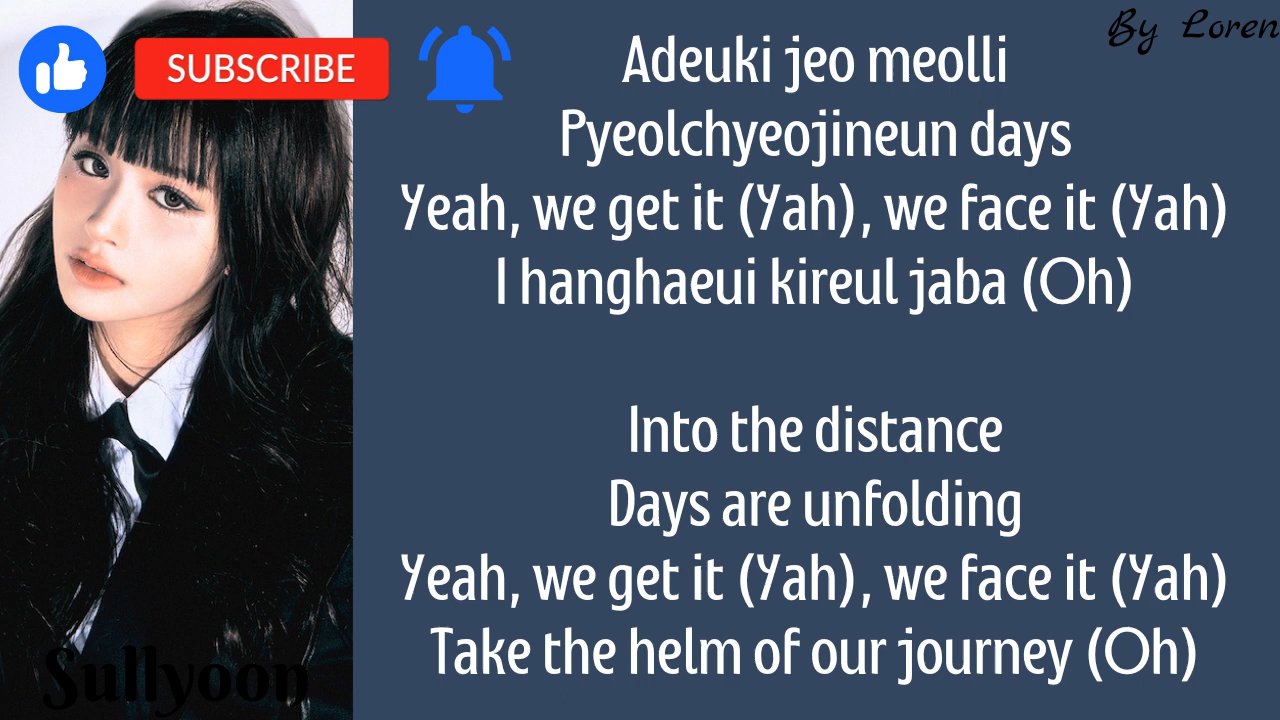 SUBSCRIBE
By Loren
Adeuki jeo meolli
Pyeolchyeojineun days
Yeah, we get it (Yah), we face it (Yah)
I hanghaeui kireul jaba (Oh)
Into the distance
Days are unfolding
Yeah, we get it (Yah), we face it (Yah)
Take the helm of our journey (Oh)
Sullyoon